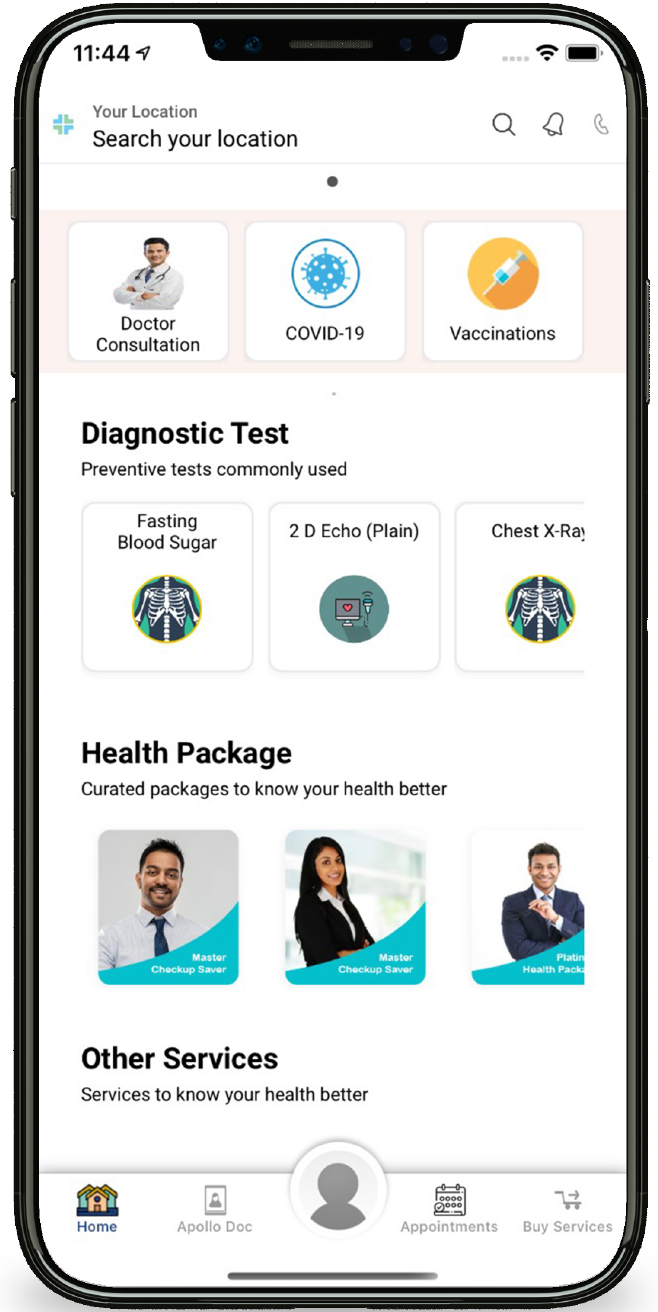 11:44
Your Location
Search your location
Doctor
Consultation
COVID-19
Vaccinations
Diagnostic Test
Preventive tests commonly used
Fasting
Blood Sugar
2 D Echo (Plain)
Chest X-Ray
Health Package
Curated packages to know your health better
Master
Checkup Saver
Master
Checkup Saver
Platin
Health Packa
Other Services
Services to know your health better
Home
Apollo Doc
Appointments
Buy Services